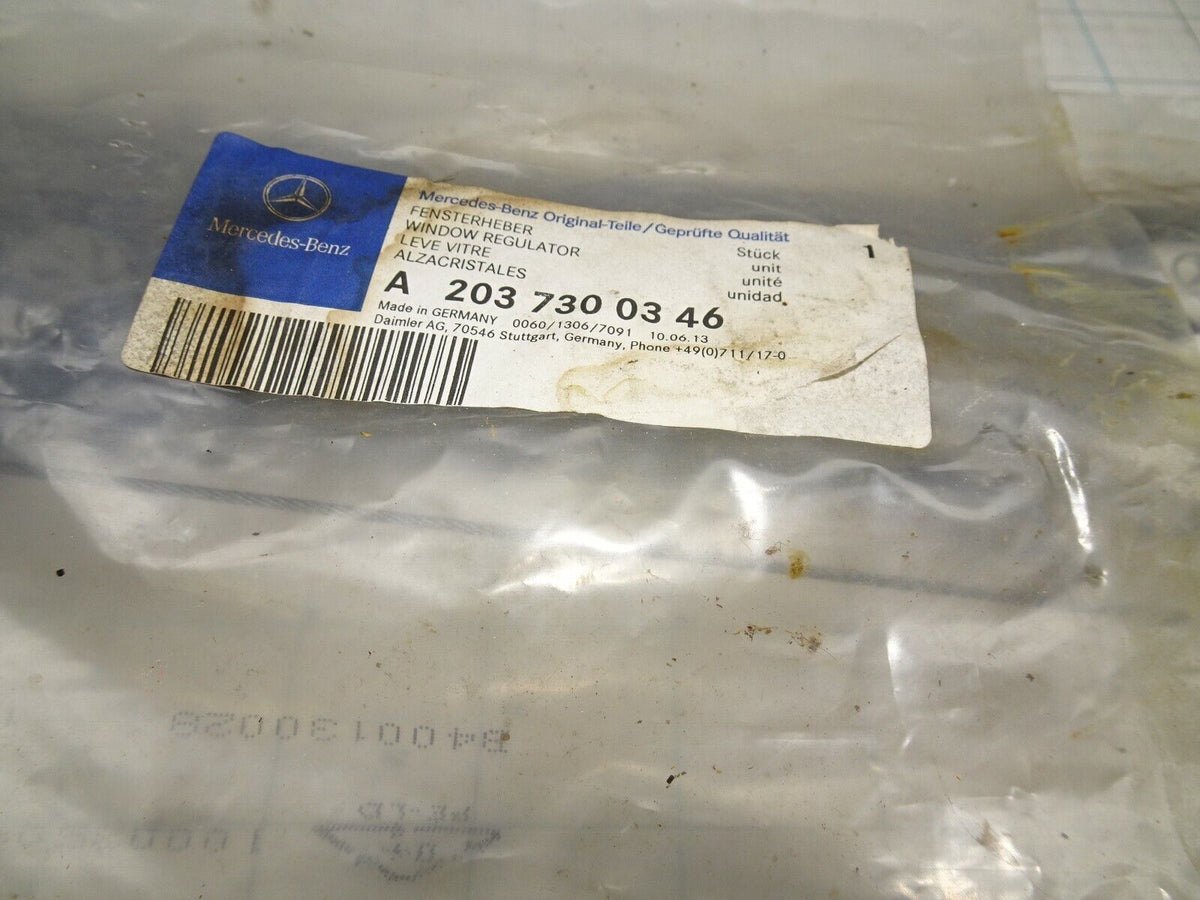 Mercedes-Benz
Mercedes-Benz Original-Teile/Geprüfte Qualität
FENSTERHEBER
WINDOW REGULATOR
LEVE VITRE
ALZACRISTALES
Stück
unit
unité
unidad
1
A 203 730 03 46
Made in GERMANY 0060/1306/7091 10.06.13
Daimler AG, 70546 Stuttgart, Germany, Phone +49(0)711/17-0